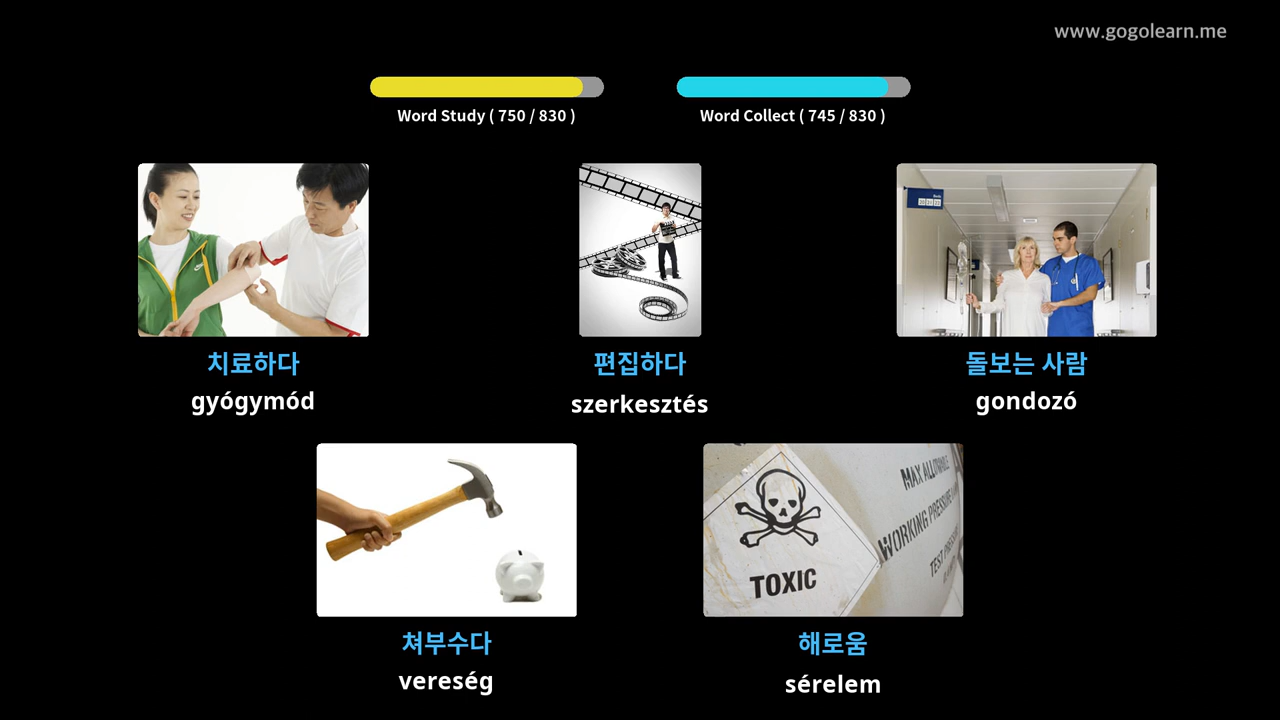 www.gogolearn.me
Word Study ( 750 / 830 )
Word Collect ( 745 / 830 )
치료하다
gyógymód
편집하다
szerkesztés
돌보는 사람
gondozó
TOXIC
MAX ALLOWABLE
WORKING PRESSURE
TEST PRESSURE
쳐부수다
vereség
해로움
sérelem